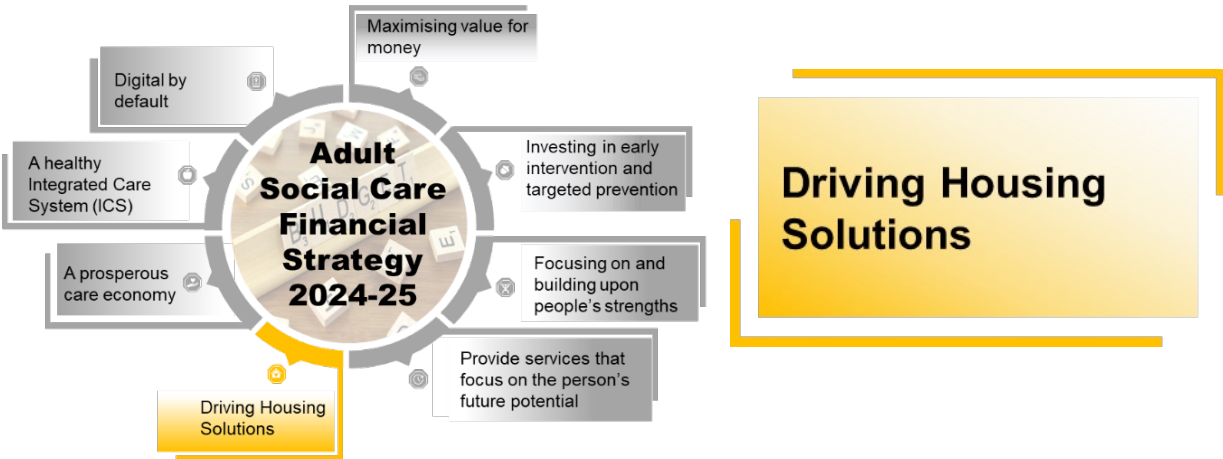 Maximising value for
money
Digital by
default
Investing in early
intervention and
targeted prevention
A healthy
Integrated Care
System (ICS)
Adult
Social Care
Financial
Strategy
2024-25
BUDGET
Focusing on and
building upon
people's strengths
A prosperous
care economy
Provide services that
focus on the person's
future potential
Driving Housing
Solutions
Driving Housing
Solutions